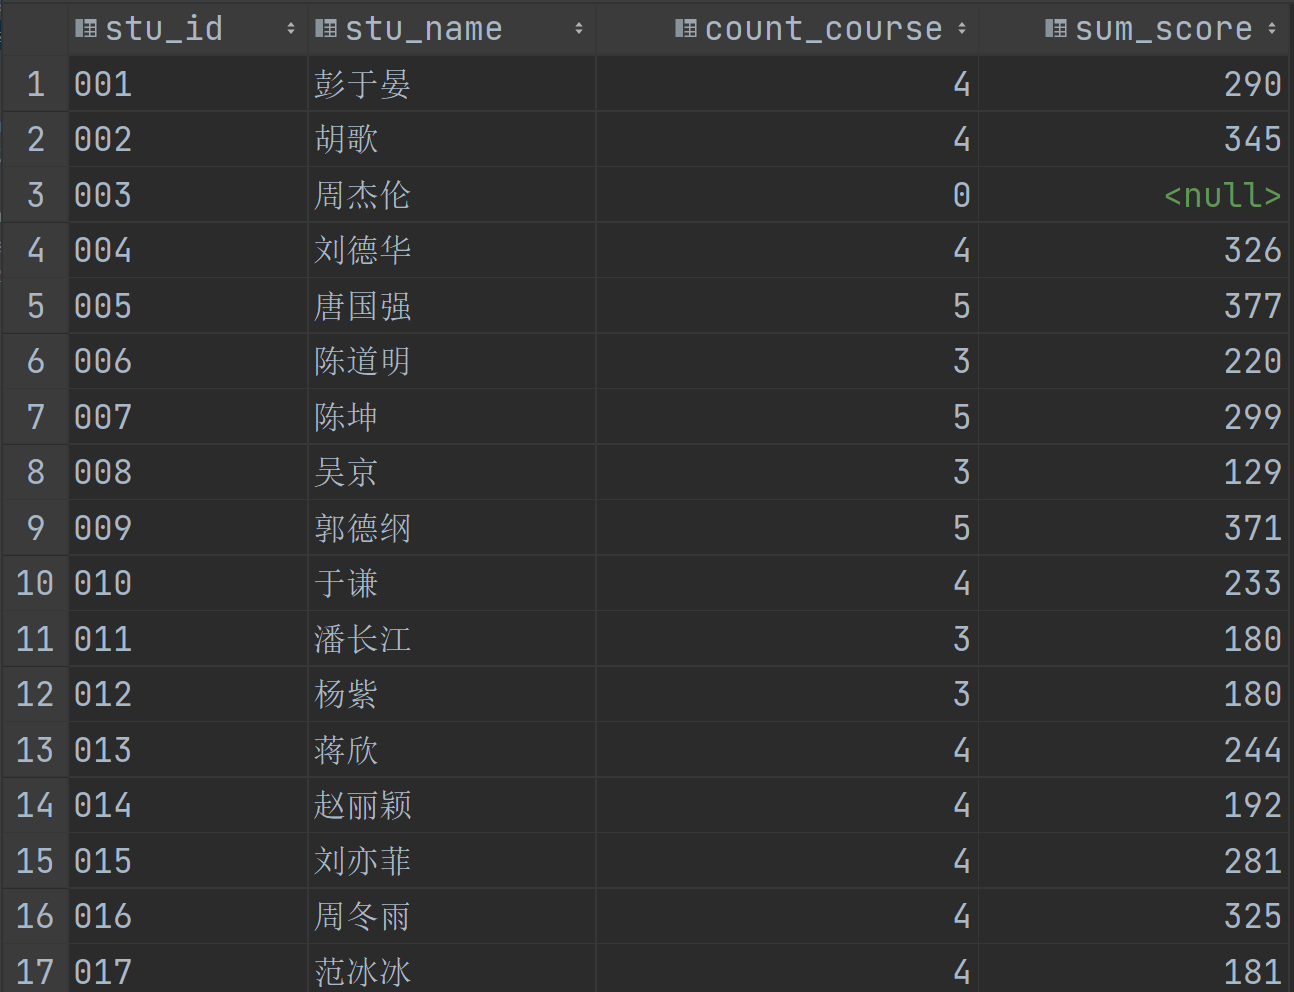 stu_id stu_name count_course sum_score
1 001 彭于晏 4 290
2 002 胡歌 4 345
3 003 周杰伦 0 <null>
4 004 刘德华 4 326
5 005 唐国强 5 377
6 006 陈道明 3 220
7 007 陈坤 5 299
8 008 吴京 3 129
9 009 郭德纲 5 371
10 010 于谦 4 233
11 011 潘长江 3 180
12 012 杨紫 3 180
13 013 蒋欣 4 244
14 014 赵丽颖 4 192
15 015 刘亦菲 4 281
16 016 周冬雨 4 325
17 017 范冰冰 4 181